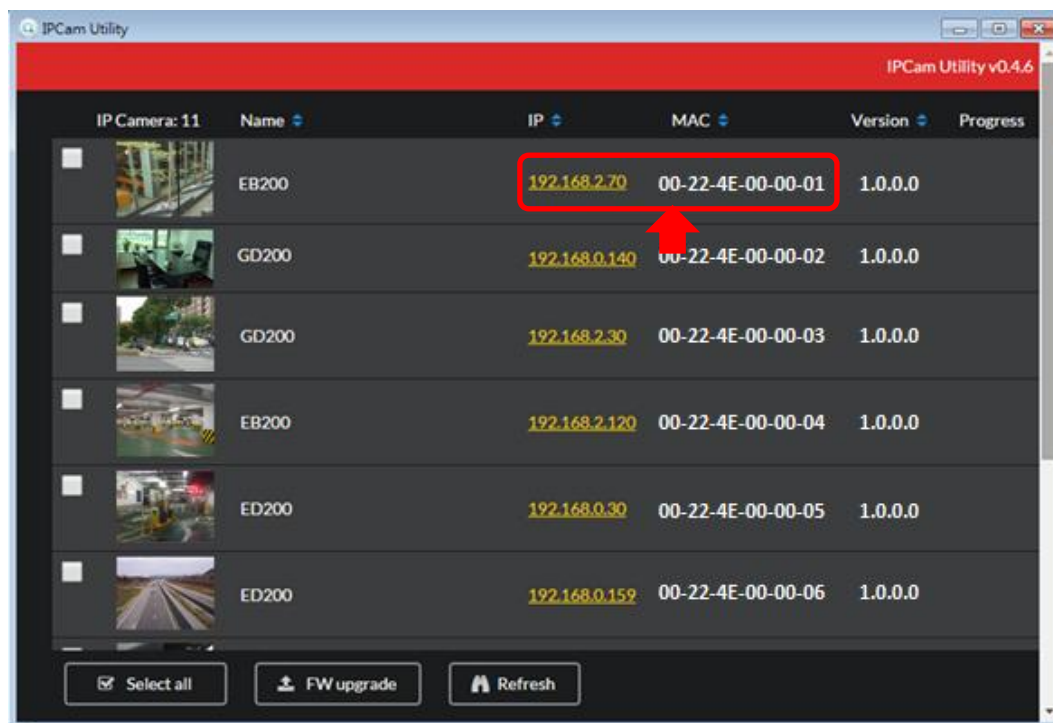 IPCam Utility
IPCam Utility v0.4.6
IP Camera: 11 Name IP MAC Version Progress
EB200 192.168.2.70 00-22-4E-00-00-01 1.0.0.0
GD200 192.168.0.140 00-22-4E-00-00-02 1.0.0.0
GD200 192.168.2.30 00-22-4E-00-00-03 1.0.0.0
EB200 192.168.2.120 00-22-4E-00-00-04 1.0.0.0
ED200 192.168.0.30 00-22-4E-00-00-05 1.0.0.0
ED200 192.168.0.159 00-22-4E-00-00-06 1.0.0.0
Select all FW upgrade Refresh